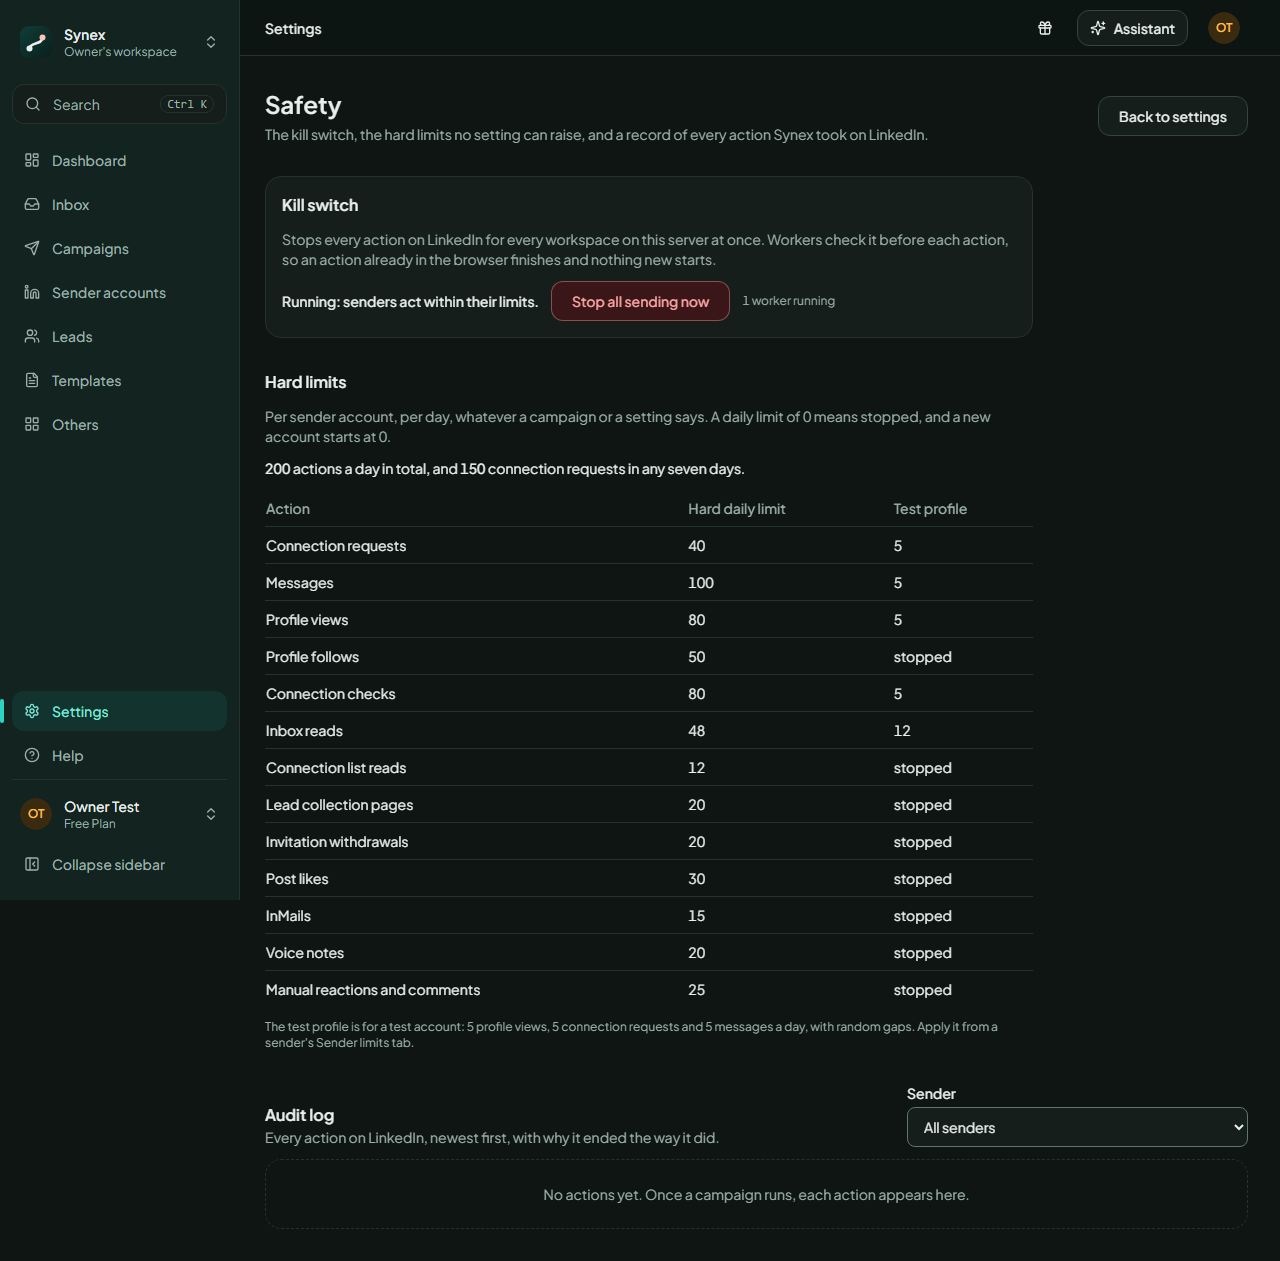 Synex
Owner's workspace
Search
Ctrl K
Dashboard
Inbox
Campaigns
Sender accounts
Leads
Templates
Others
Settings
Help
OT
Owner Test
Free Plan
Collapse sidebar
Settings
Assistant
OT
Safety
The kill switch, the hard limits no setting can raise, and a record of every action Synex took on LinkedIn.
Back to settings
Kill switch
Stops every action on LinkedIn for every workspace on this server at once. Workers check it before each action,
so an action already in the browser finishes and nothing new starts.
Running: senders act within their limits.
Stop all sending now
1 worker running
Hard limits
Per sender account, per day, whatever a campaign or a setting says. A daily limit of 0 means stopped, and a new
account starts at 0.
200 actions a day in total, and 150 connection requests in any seven days.
Action Hard daily limit Test profile
Connection requests 40 5
Messages 100 5
Profile views 80 5
Profile follows 50 stopped
Connection checks 80 5
Inbox reads 48 12
Connection list reads 12 stopped
Lead collection pages 20 stopped
Invitation withdrawals 20 stopped
Post likes 30 stopped
InMails 15 stopped
Voice notes 20 stopped
Manual reactions and comments 25 stopped
The test profile is for a test account: 5 profile views, 5 connection requests and 5 messages a day, with random gaps. Apply it from a
sender's Sender limits tab.
Audit log
Every action on LinkedIn, newest first, with why it ended the way it did.
Sender
All senders
No actions yet. Once a campaign runs, each action appears here.